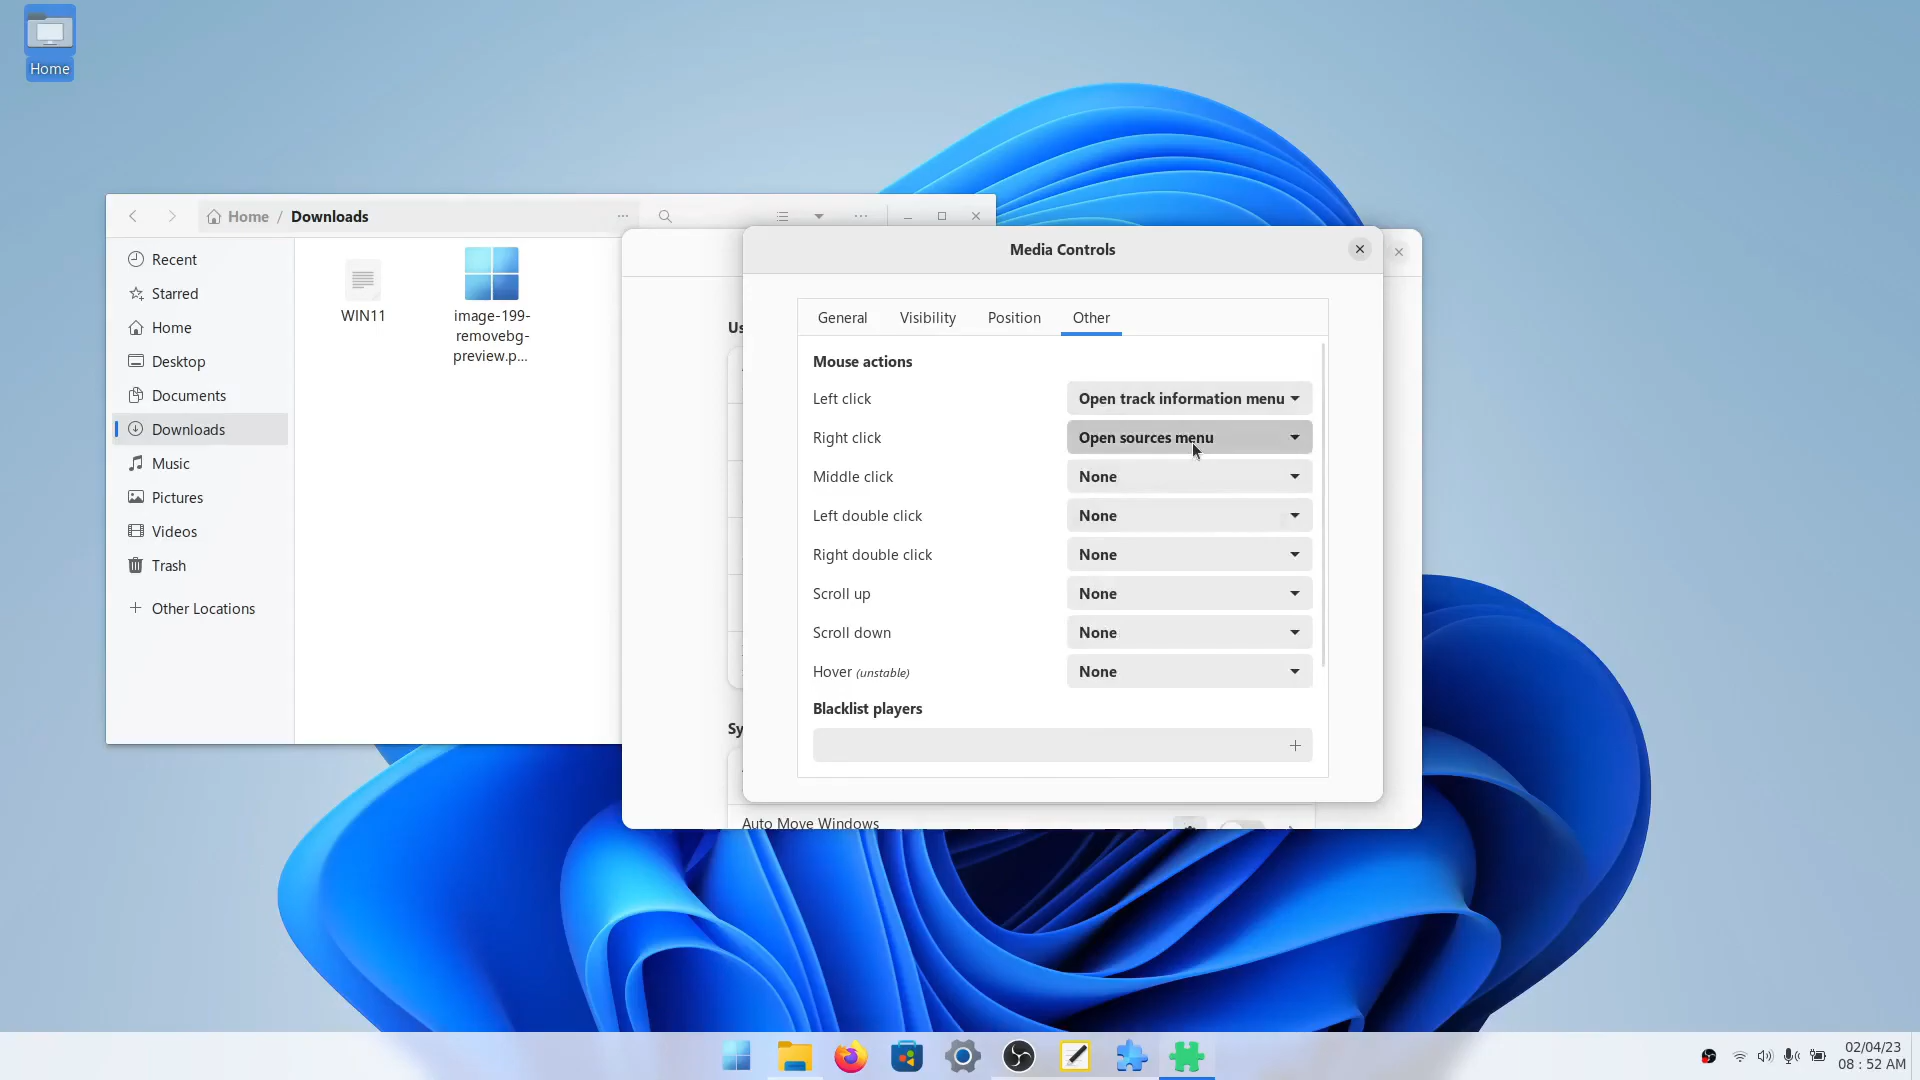 Home
Home / Downloads
Recent
Starred
Home
Desktop
Documents
Downloads
Music
Pictures
Videos
Trash
Other Locations
WIN11
image-199-
removebg-
preview.p...
Us
Sy
Auto Move Windows
Media Controls
General
Visibility
Position
Other
Mouse actions
Left click
Open track information menu
Right click
Open sources menu
Middle click
None
Left double click
None
Right double click
None
Scroll up
None
Scroll down
None
Hover (unstable)
None
Blacklist players
02/04/23
08 : 52 AM